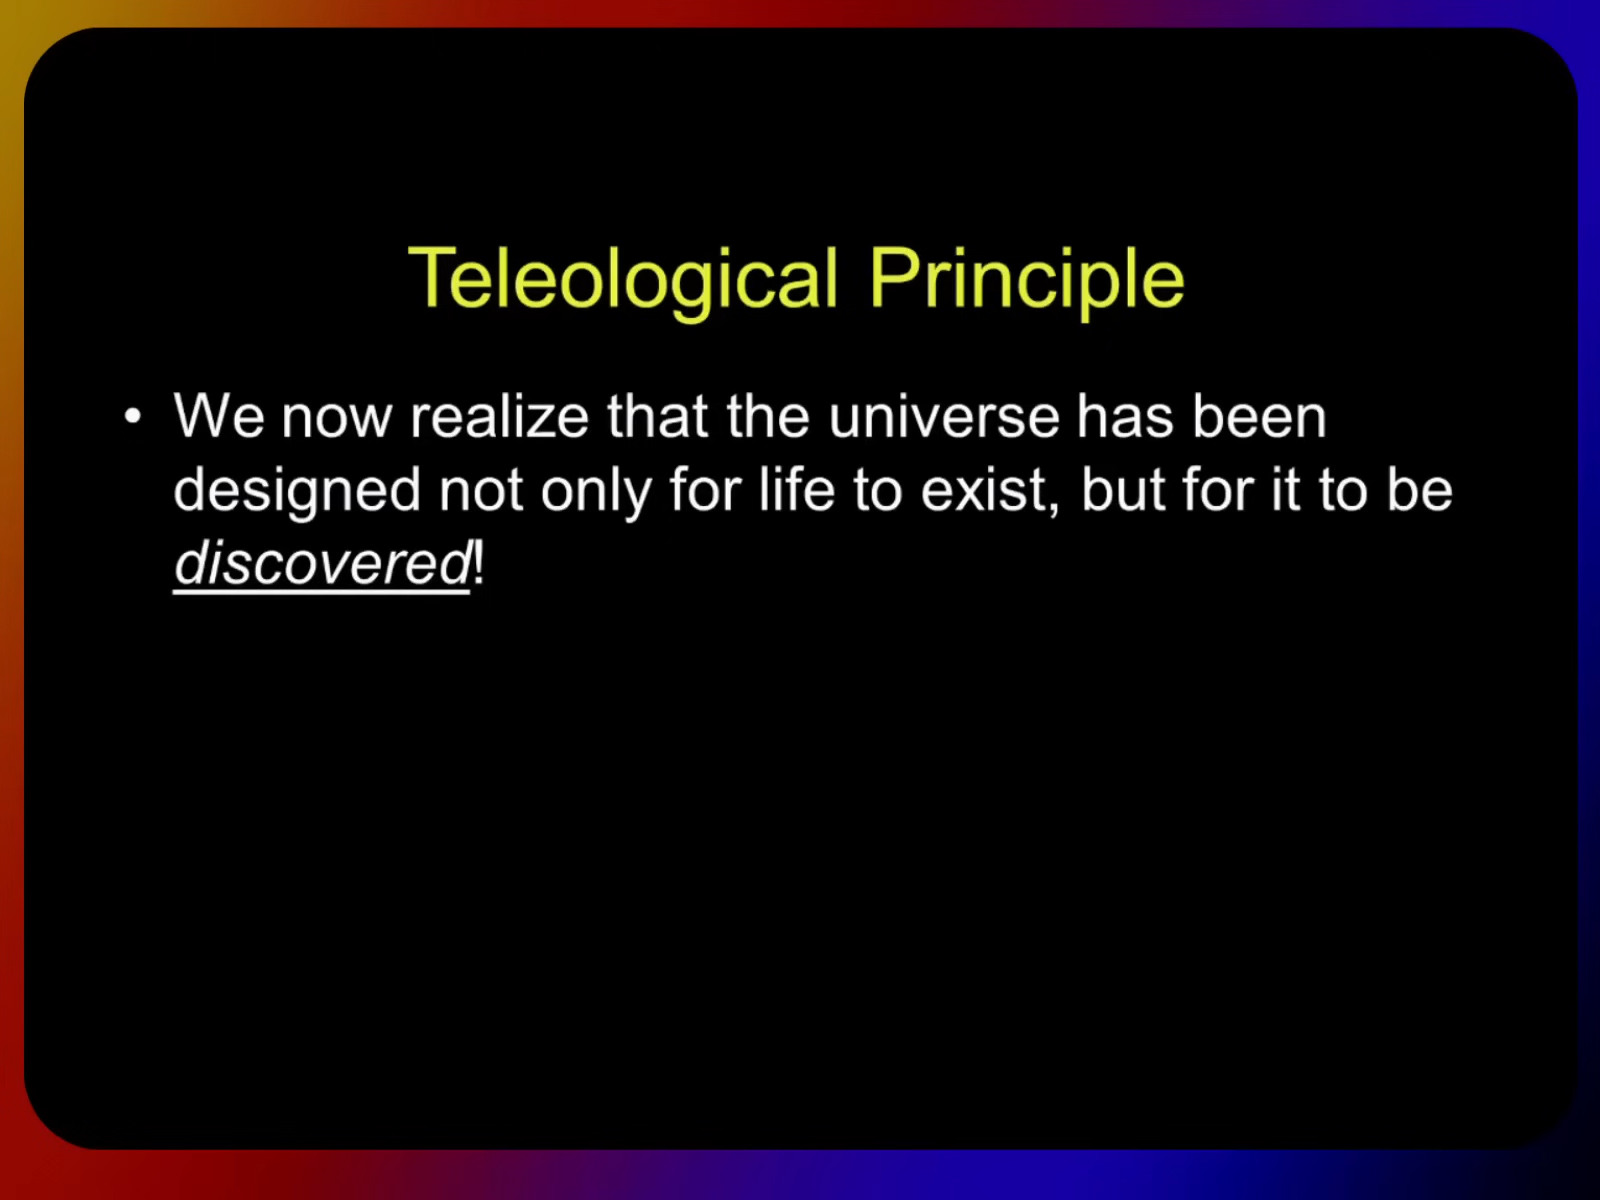 Teleological Principle
• We now realize that the universe has been
designed not only for life to exist, but for it to be
discovered!